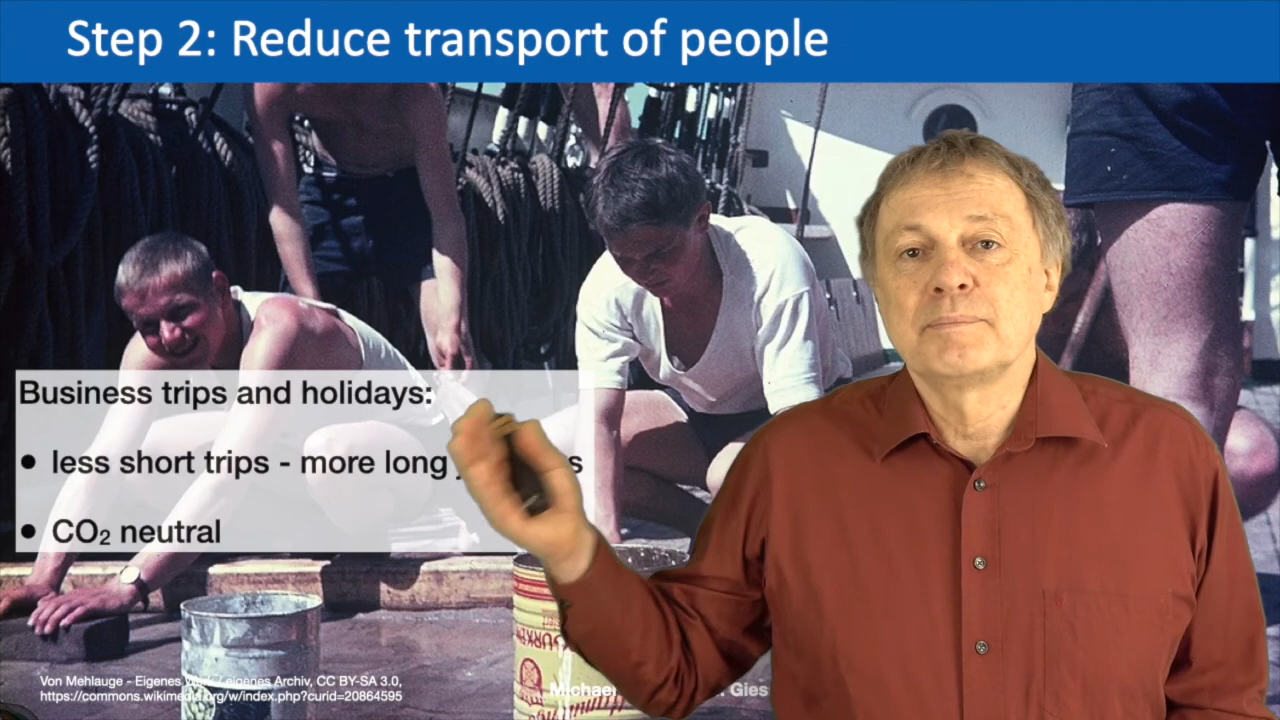 Step 2: Reduce transport of people
Business trips and holidays:
• less short trips - more long
• CO₂ neutral
Von Mehlauge - Eigenes / eigenes Archiv, CC BY-SA 3.0,
https://commons.wikimedia.org/w/index.php?curid=20864595
Gies